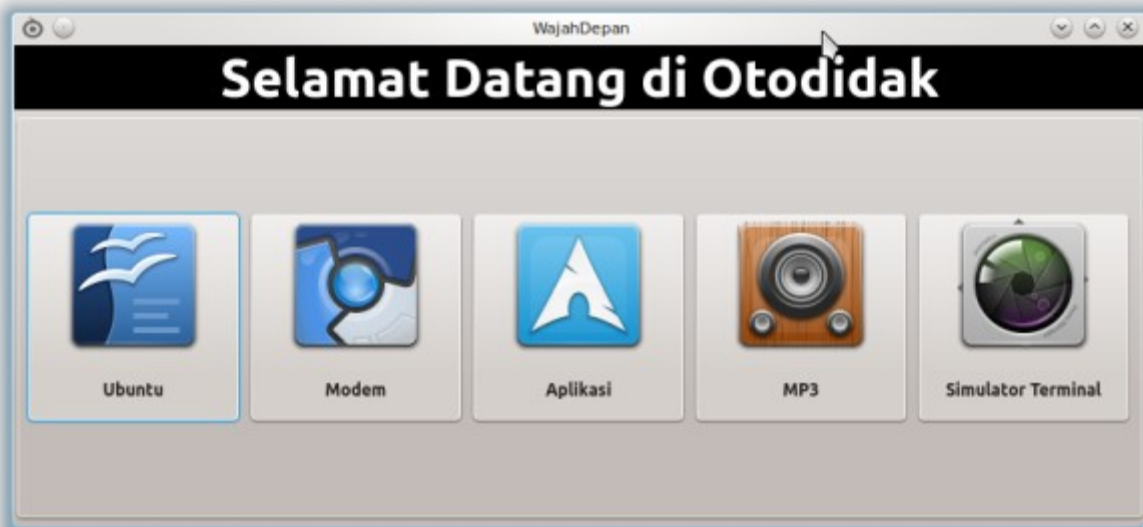 WajahDepan
Selamat Datang di Otodidak
Ubuntu
Modem
Aplikasi
MP3
Simulator Terminal